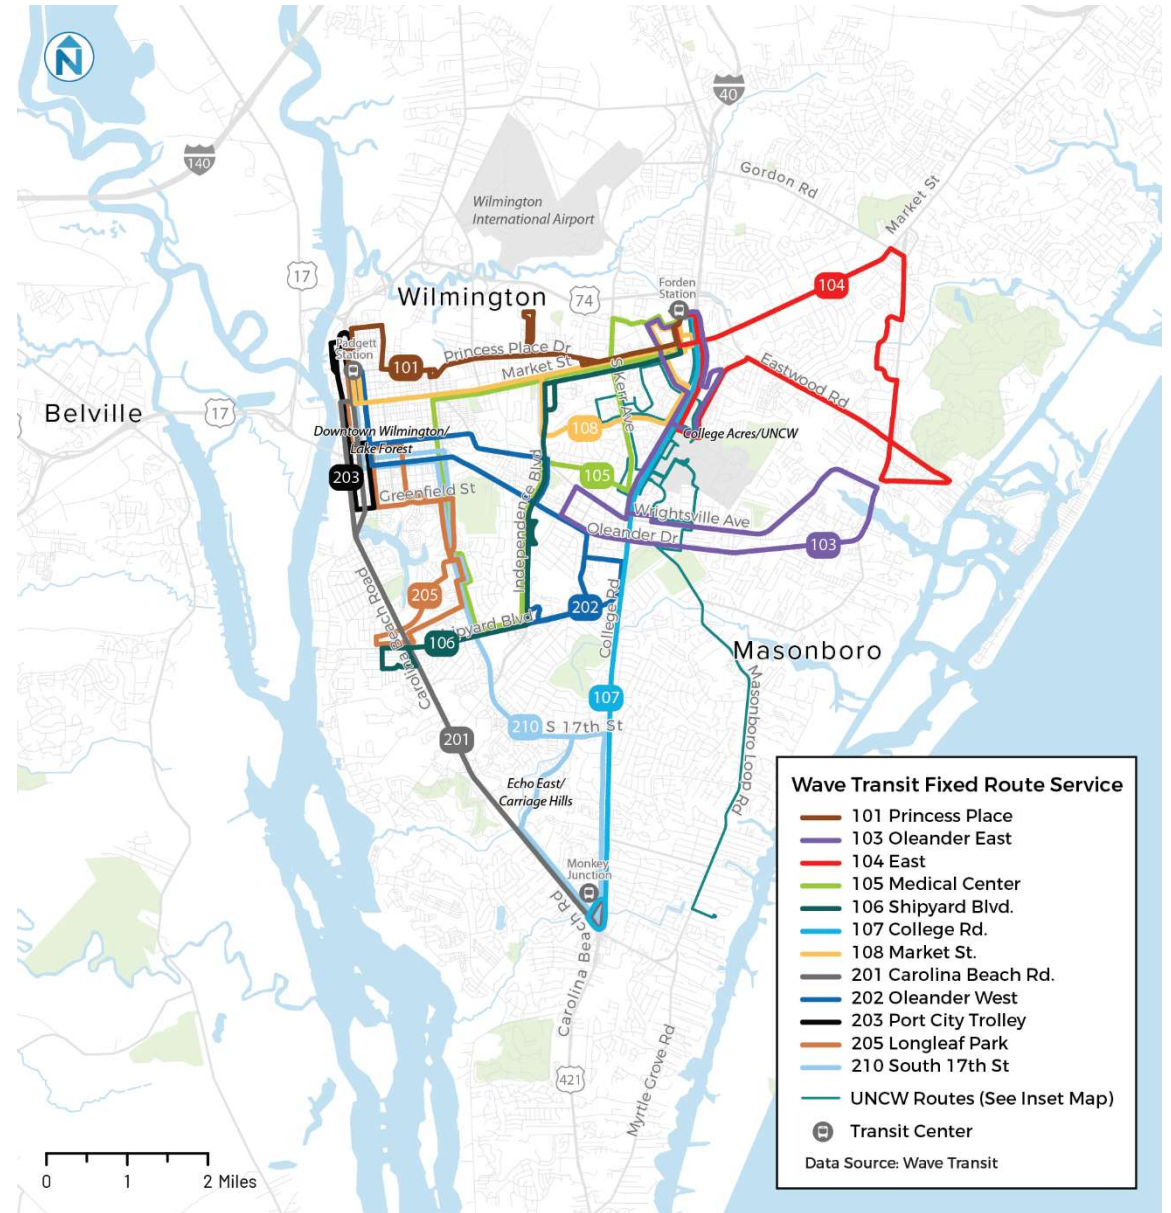 N
40
140
Gordon Rd
Market St
Wilmington
International Airport
17
Forden
Station
104
Wilmington
74
Padgett
Station
Princess Place Dr
101
Market St
Eastwood Rd
S Kerr Ave
Belville
17
Downtown Wilmington/
Lake Forest
108
College Acres/UNCW
203
105
Greenfield St
Independence Blvd
Wrightsville Ave
Oleander Dr
103
205
202
Carolina Beach Road
College Rd
Shipyard Blvd
106
Masonboro
107
Masonboro Loop Rd
210
S 17th St
201
Echo East/
Carriage Hills
Monkey
Junction
Carolina Beach Rd
421
Myrtle Grove Rd
Wave Transit Fixed Route Service
101 Princess Place
103 Oleander East
104 East
105 Medical Center
106 Shipyard Blvd.
107 College Rd.
108 Market St.
201 Carolina Beach Rd.
202 Oleander West
203 Port City Trolley
205 Longleaf Park
210 South 17th St
UNCW Routes (See Inset Map)
Transit Center
Data Source: Wave Transit
0 1 2 Miles